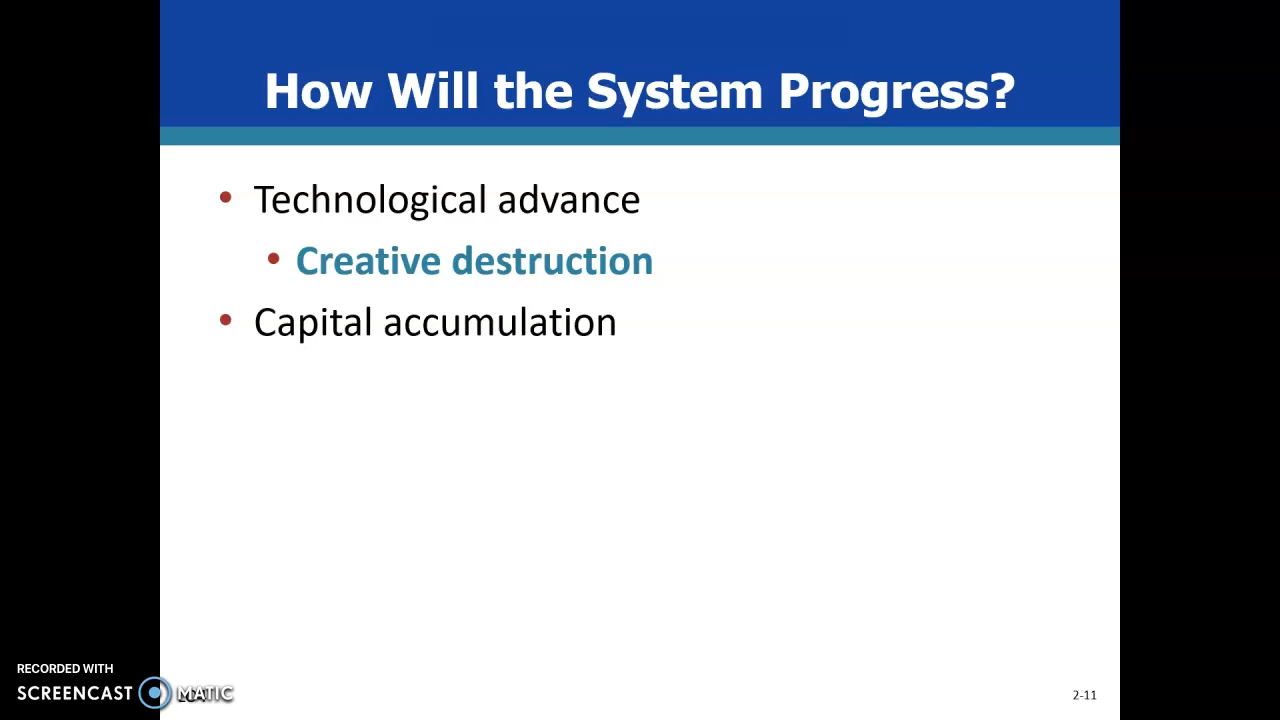 How Will the System Progress?
• Technological advance
• Creative destruction
• Capital accumulation
RECORDED WITH
SCREENCAST MATIC
2-11